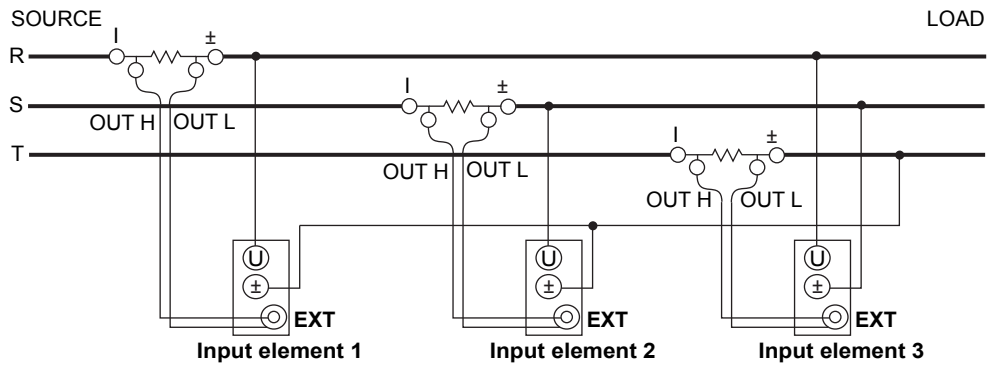 SOURCE
LOAD
I ±
R
I ±
S
OUT H OUT L
I ±
T
OUT H OUT L
OUT H OUT L
U U U
± ± ±
EXT EXT EXT
Input element 1 Input element 2 Input element 3